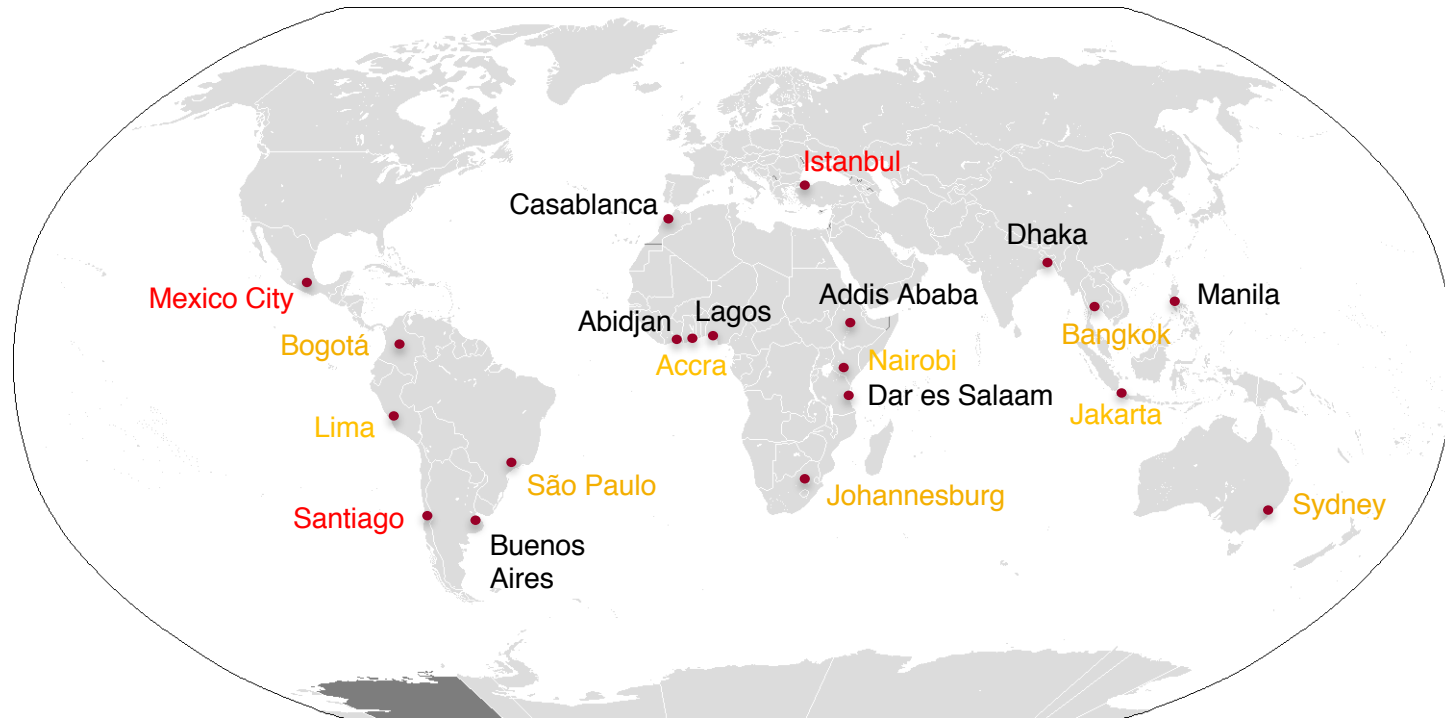 Istanbul
Casablanca
Dhaka
Mexico City
Addis Ababa
Manila
Abidjan
Lagos
Bogotá
Accra
Nairobi
Bangkok
Dar es Salaam
Lima
Jakarta
São Paulo
Johannesburg
Sydney
Santiago
Buenos
Aires